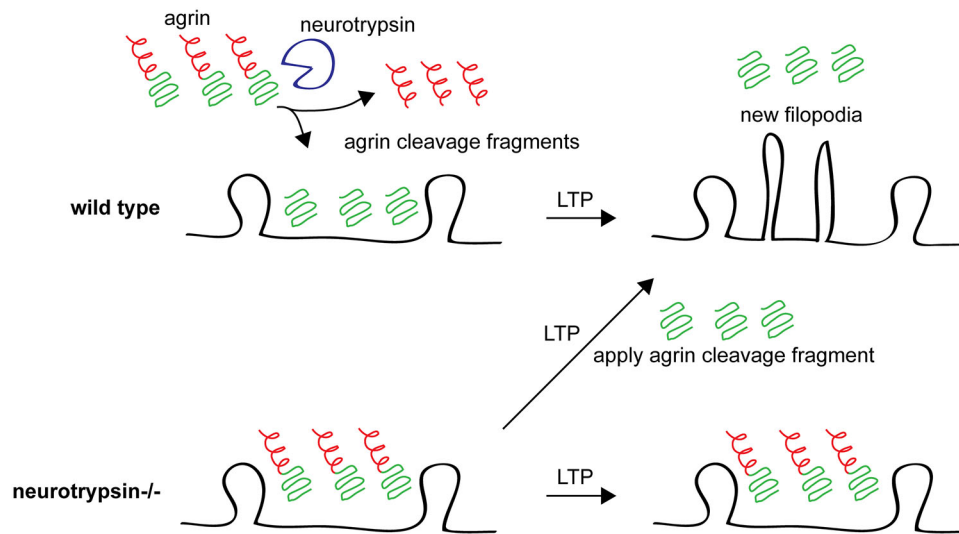 agrin
neurotrypsin
agrin cleavage fragments
new filopodia
wild type
LTP
LTP
apply agrin cleavage fragment
neurotrypsin-/-
LTP